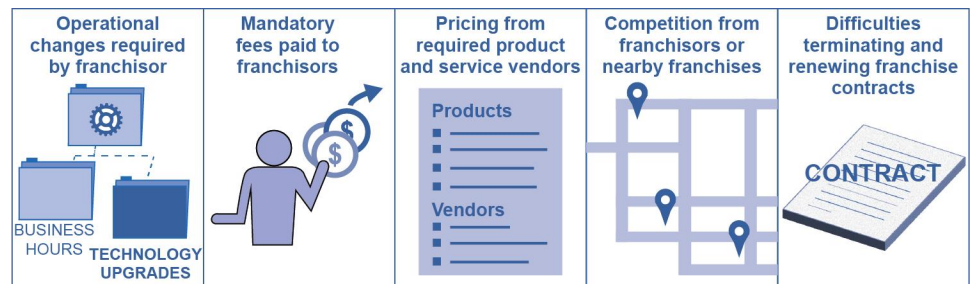 Operational
changes required
by franchisor
BUSINESS
HOURS
TECHNOLOGY
UPGRADES
Mandatory
fees paid to
franchisors
$
$
Pricing from
required product
and service vendors
Products
Vendors
Competition from
franchisors or
nearby franchises
Difficulties
terminating and
renewing franchise
contracts
CONTRACT